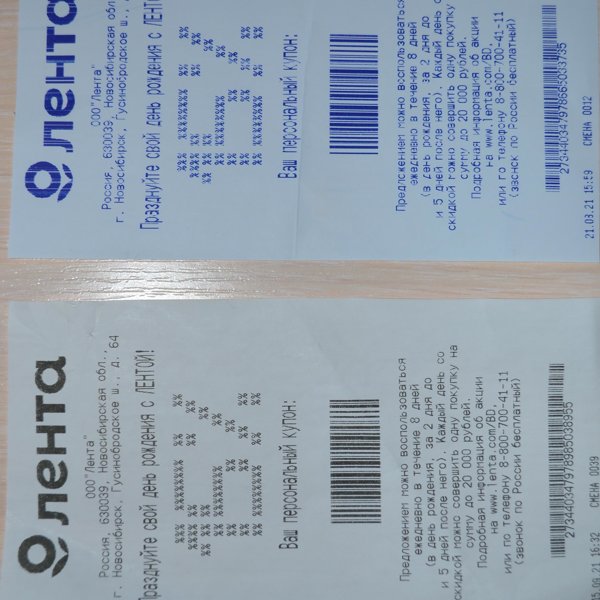 лента
ООО"Лента"
Россия, 630039, Новосибирская обл.,
г. Новосибирск, Гусинобродское ш.,
Празднуйте свой день рождения с ЛЕНТО
Ваш персональный купон:
Предложением можно воспользоваться
ежедневно в течение 8 дней
(в день рождения, за 2 дня до
и 5 дней после него). Каждый день с
скидкой можно совершить одну покупку
сумму до 20 000 рублей.
Подробная информация об акции
на www.lenta.com/BD.
или по телефону 8-800-700-41-11
(звонок по России бесплатный)
21.03.21 15:59 СМЕНА 0012
лента
ООО"Лента"
Россия, 630039, Новосибирская обл.,
г. Новосибирск, Гусинобродское ш., д. 64
Празднуйте свой день рождения с ЛЕНТОЙ!
Ваш персональный купон:
Предложением можно воспользоваться
ежедневно в течение 8 дней
(в день рождения, за 2 дня до
и 5 дней после него). Каждый день со
скидкой можно совершить одну покупку на
сумму до 20 000 рублей.
Подробная информация об акции
на www.lenta.com/BD.
или по телефону 8-800-700-41-11
(звонок по России бесплатный)
2734403479789865038955
16:32 СМЕНА 0039